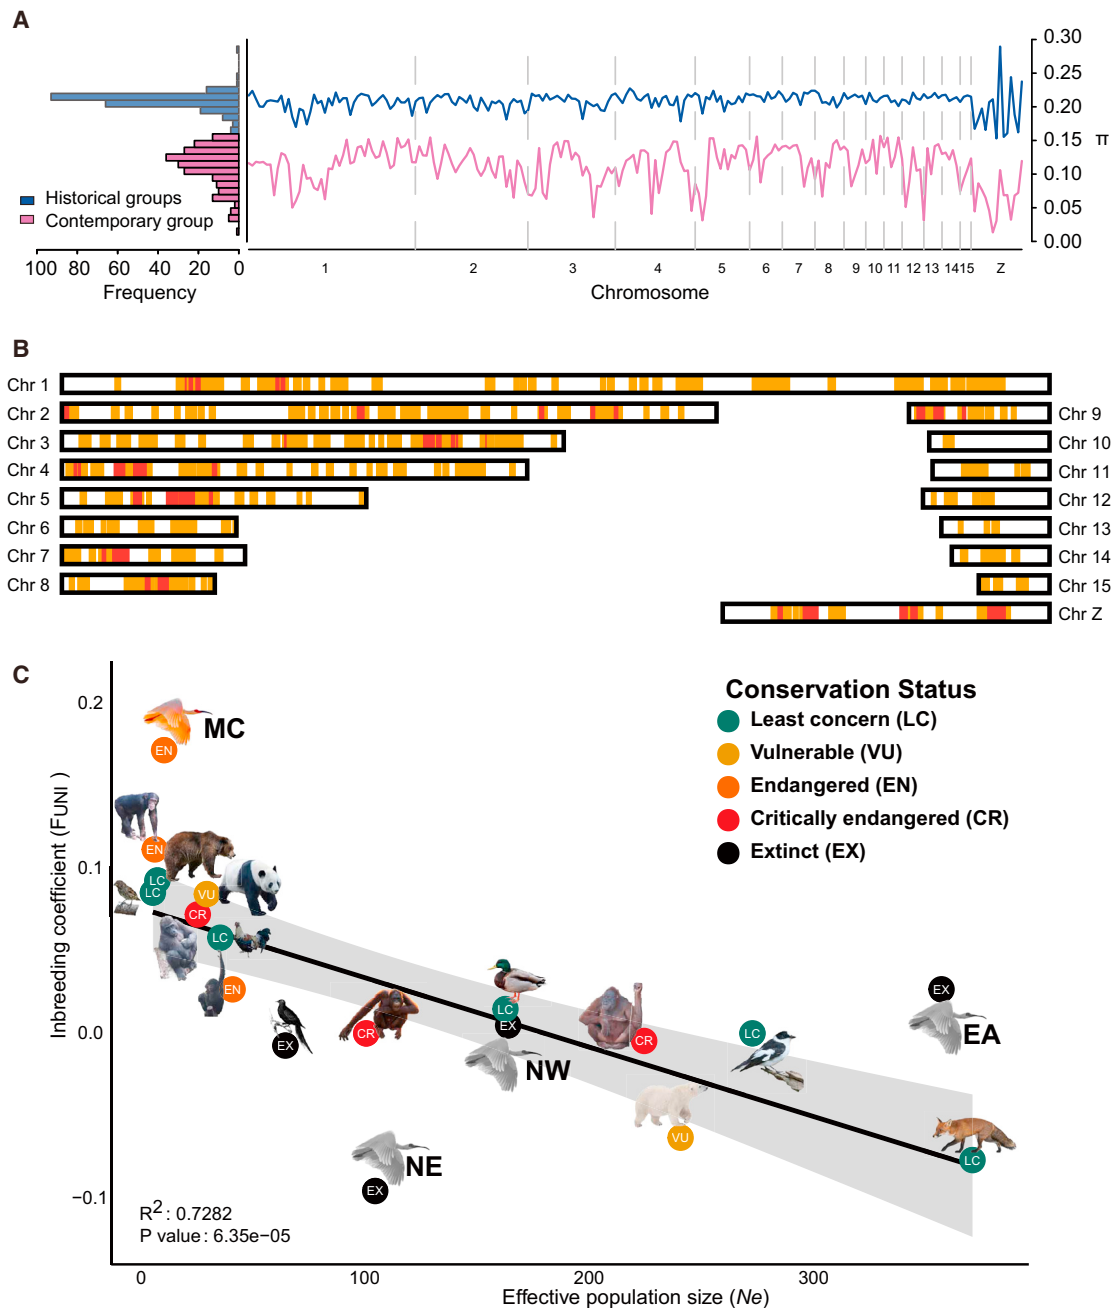 A
0.30
0.25
0.20
0.15
π
0.10
0.05
0.00
Historical groups
Contemporary group
100 80 60 40 20 0
Frequency
1 2 3 4 5 6 7 8 9 10 11 12 13 14 15 Z
Chromosome
B
Chr 1
Chr 2
Chr 9
Chr 3
Chr 10
Chr 4
Chr 11
Chr 5
Chr 12
Chr 6
Chr 13
Chr 7
Chr 14
Chr 8
Chr 15
Chr Z
C
Conservation Status
Least concern (LC)
Vulnerable (VU)
Endangered (EN)
Critically endangered (CR)
Extinct (EX)
Inbreeding coefficient (FUNI)
0.2
0.1
0.0
−0.1
MC
EN
EN
LC
LC
VU
CR
LC
EN
EX
CR
LC
EX
NW
CR
LC
EX
EA
VU
LC
NE
EX
R2 : 0.7282
P value : 6.35e−05
0 100 200 300
Effective population size (Ne)